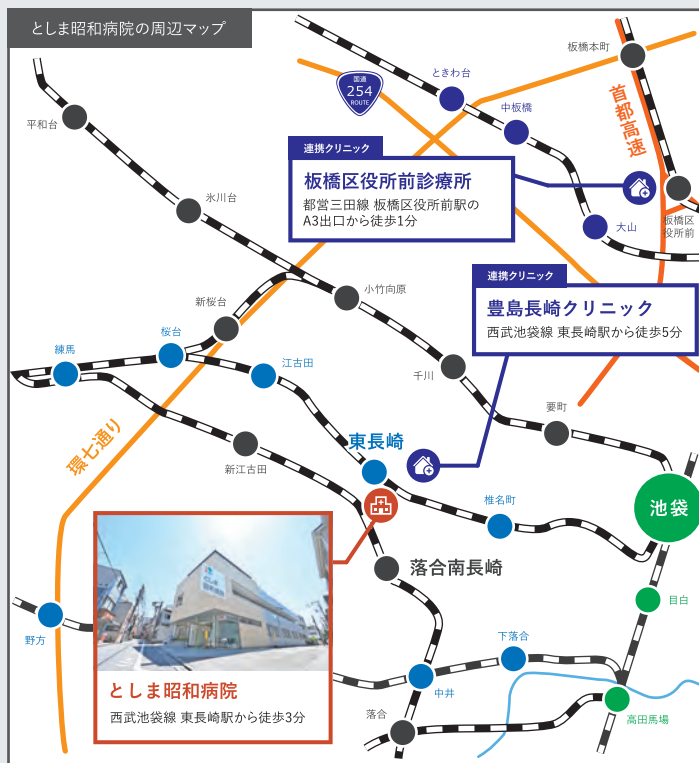 としま昭和病院の周辺マップ
板橋本町
国道
254
ROUTE
ときわ台
中板橋
首都高速
平和台
連携クリニック
板橋区役所前診療所
都営三田線 板橋区役所前駅の
A3出口から徒歩1分
板橋区
役所前
大山
氷川台
連携クリニック
豊島長崎クリニック
西武池袋線 東長崎駅から徒歩5分
小竹向原
新桜台
桜台
練馬
江古田
千川
要町
環七通り
東長崎
新江古田
椎名町
池袋
落合南長崎
目白
野方
下落合
としま昭和病院
西武池袋線 東長崎駅から徒歩3分
中井
落合
高田馬場